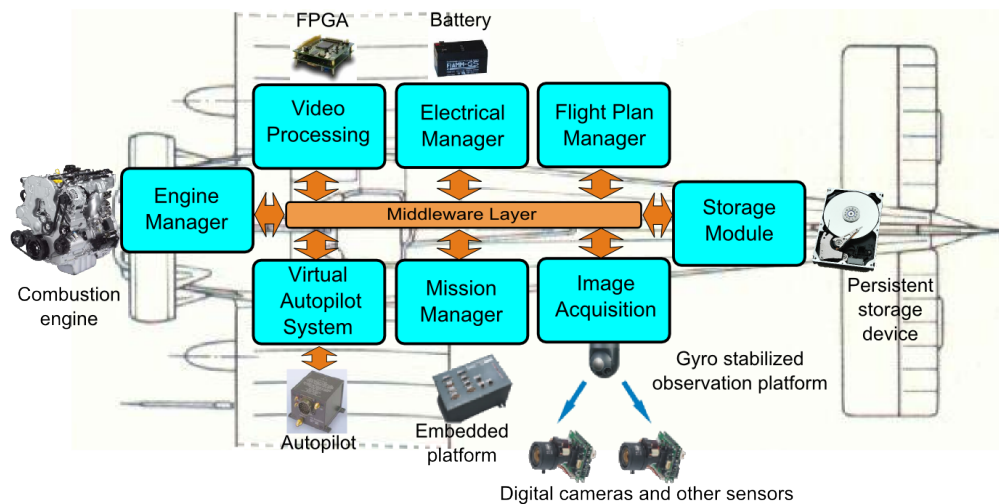 FPGA
Battery
Video
Processing
Electrical
Manager
Flight Plan
Manager
Engine
Manager
Middleware Layer
Storage
Module
Combustion
engine
Virtual
Autopilot
System
Mission
Manager
Image
Acquisition
Persistent
storage
device
Gyro stabilized
observation platform
Autopilot
Embedded
platform
Digital cameras and other sensors